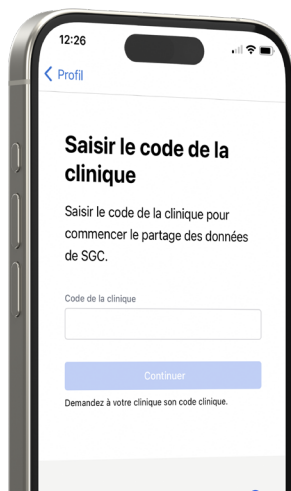 12:26
Profil
Saisir le code de la
clinique
Saisir le code de la clinique pour
commencer le partage des données
de SGC.
Code de la clinique
Continuer
Demandez à votre clinique son code clinique.